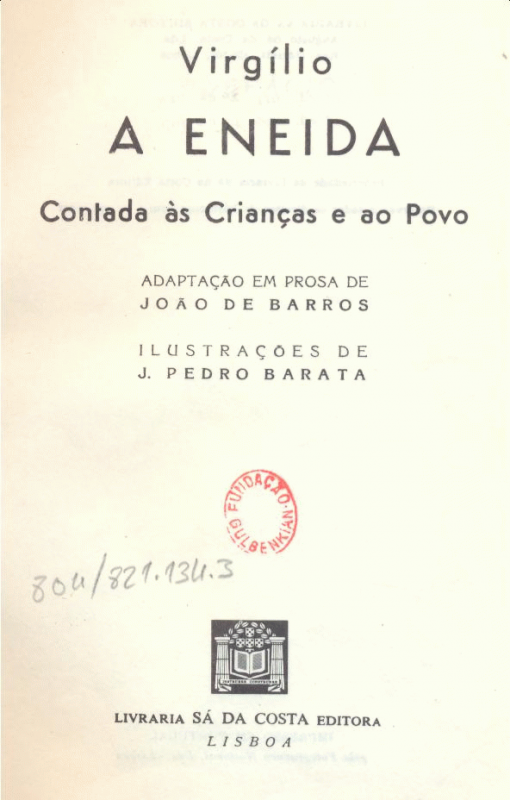 Virgílio
A ENEIDA
Contada às Crianças e ao Povo
ADAPTAÇÃO EM PROSA DE
JOÃO DE BARROS
ILUSTRAÇÕES DE
J. PEDRO BARATA
FUNDAÇÃO
GULBENKIAN
804/821.134.3
LIVRARIA SÁ DA COSTA EDITORA
LISBOA